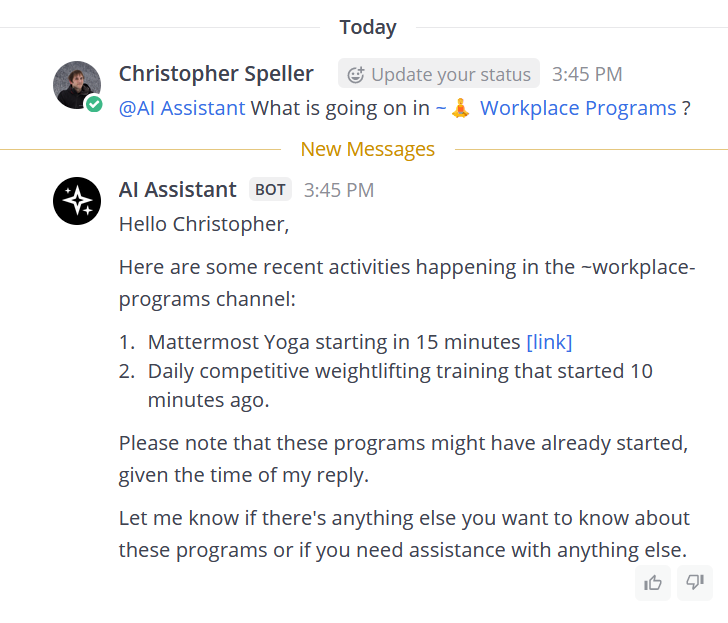 Today
Christopher Speller Update your status 3:45 PM
@AI Assistant What is going on in ~🧘 Workplace Programs ?
New Messages
AI Assistant BOT 3:45 PM
Hello Christopher,
Here are some recent activities happening in the ~workplace-
programs channel:
1. Mattermost Yoga starting in 15 minutes [link]
2. Daily competitive weightlifting training that started 10
minutes ago.
Please note that these programs might have already started,
given the time of my reply.
Let me know if there's anything else you want to know about
these programs or if you need assistance with anything else.